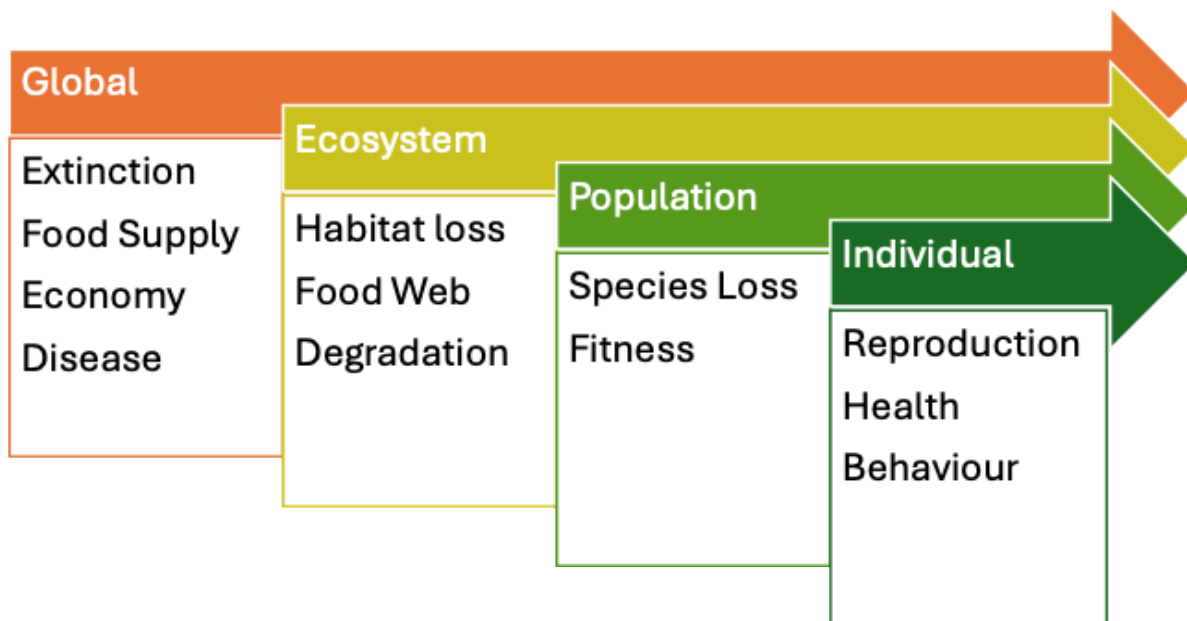 Global
Extinction
Food Supply
Economy
Disease
Ecosystem
Habitat loss
Food Web
Degradation
Population
Species Loss
Fitness
Individual
Reproduction
Health
Behaviour